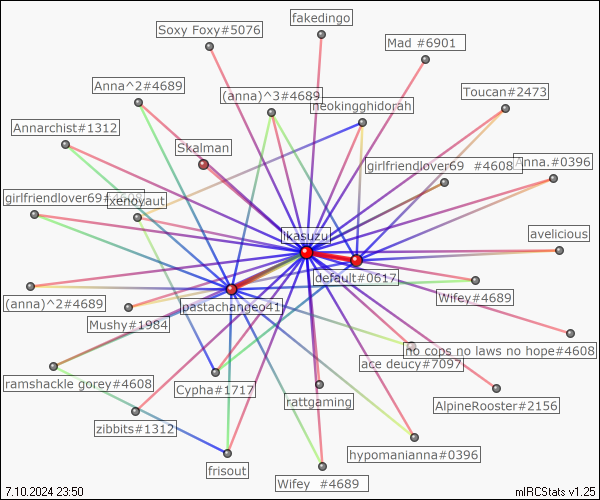 fakedingo
Soxy Foxy#5076
Mad #6901
Anna^2#4689
(anna)^3#4689
neokingghidorah
Toucan#2473
Annarchist#1312
Skalman
girlfriendlover69 #4608
Anna.#0396
girlfriendlover69#
xenoyaut
ikasuzu
avelicious
default#0617
(anna)^2#4689
pastachangeo41
Wifey#4689
Mushy#1984
no cops no laws no hope#4608
ace deucy#7097
ramshackle gorey#4608
Cypha#1717
rattgaming
AlpineRooster#2156
zibbits#1312
hypomanianna#0396
frisout
Wifey #4689
7.10.2024 23:50
mIRCStats v1.25